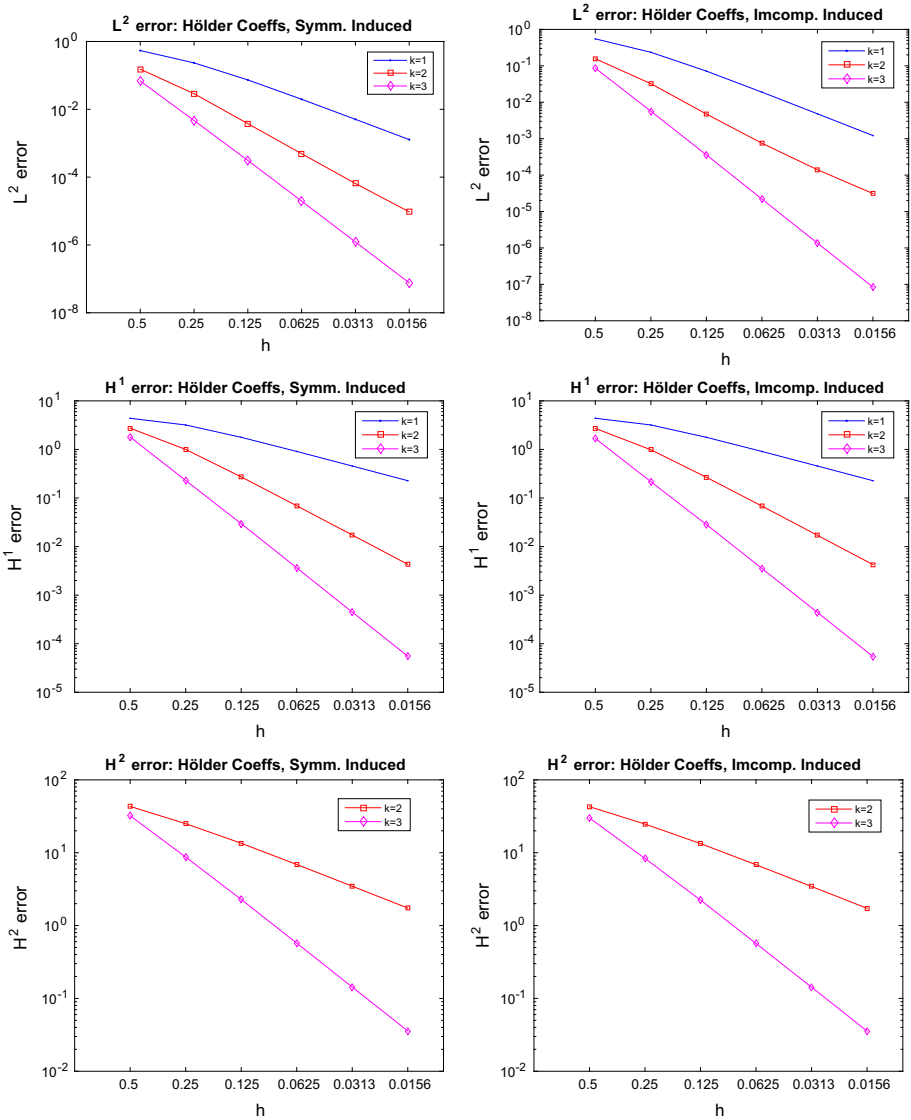 L² error: Hölder Coeffs, Symm. Induced
10⁰
10⁻²
10⁻⁴
10⁻⁶
10⁻⁸
L² error
k=1
k=2
k=3
0.5 0.25 0.125 0.0625 0.0313 0.0156
h
L² error: Hölder Coeffs, Imcomp. Induced
10⁰
10⁻¹
10⁻²
10⁻³
10⁻⁴
10⁻⁵
10⁻⁶
10⁻⁷
10⁻⁸
L² error
k=1
k=2
k=3
0.5 0.25 0.125 0.0625 0.0313 0.0156
h
H¹ error: Hölder Coeffs, Symm. Induced
10¹
10⁰
10⁻¹
10⁻²
10⁻³
10⁻⁴
10⁻⁵
H¹ error
k=1
k=2
k=3
0.5 0.25 0.125 0.0625 0.0313 0.0156
h
H¹ error: Hölder Coeffs, Imcomp. Induced
10¹
10⁰
10⁻¹
10⁻²
10⁻³
10⁻⁴
10⁻⁵
H¹ error
k=1
k=2
k=3
0.5 0.25 0.125 0.0625 0.0313 0.0156
h
H² error: Hölder Coeffs, Symm. Induced
10²
10¹
10⁰
10⁻¹
10⁻²
H² error
k=2
k=3
0.5 0.25 0.125 0.0625 0.0313 0.0156
h
H² error: Hölder Coeffs, Imcomp. Induced
10²
10¹
10⁰
10⁻¹
10⁻²
H² error
k=2
k=3
0.5 0.25 0.125 0.0625 0.0313 0.0156
h